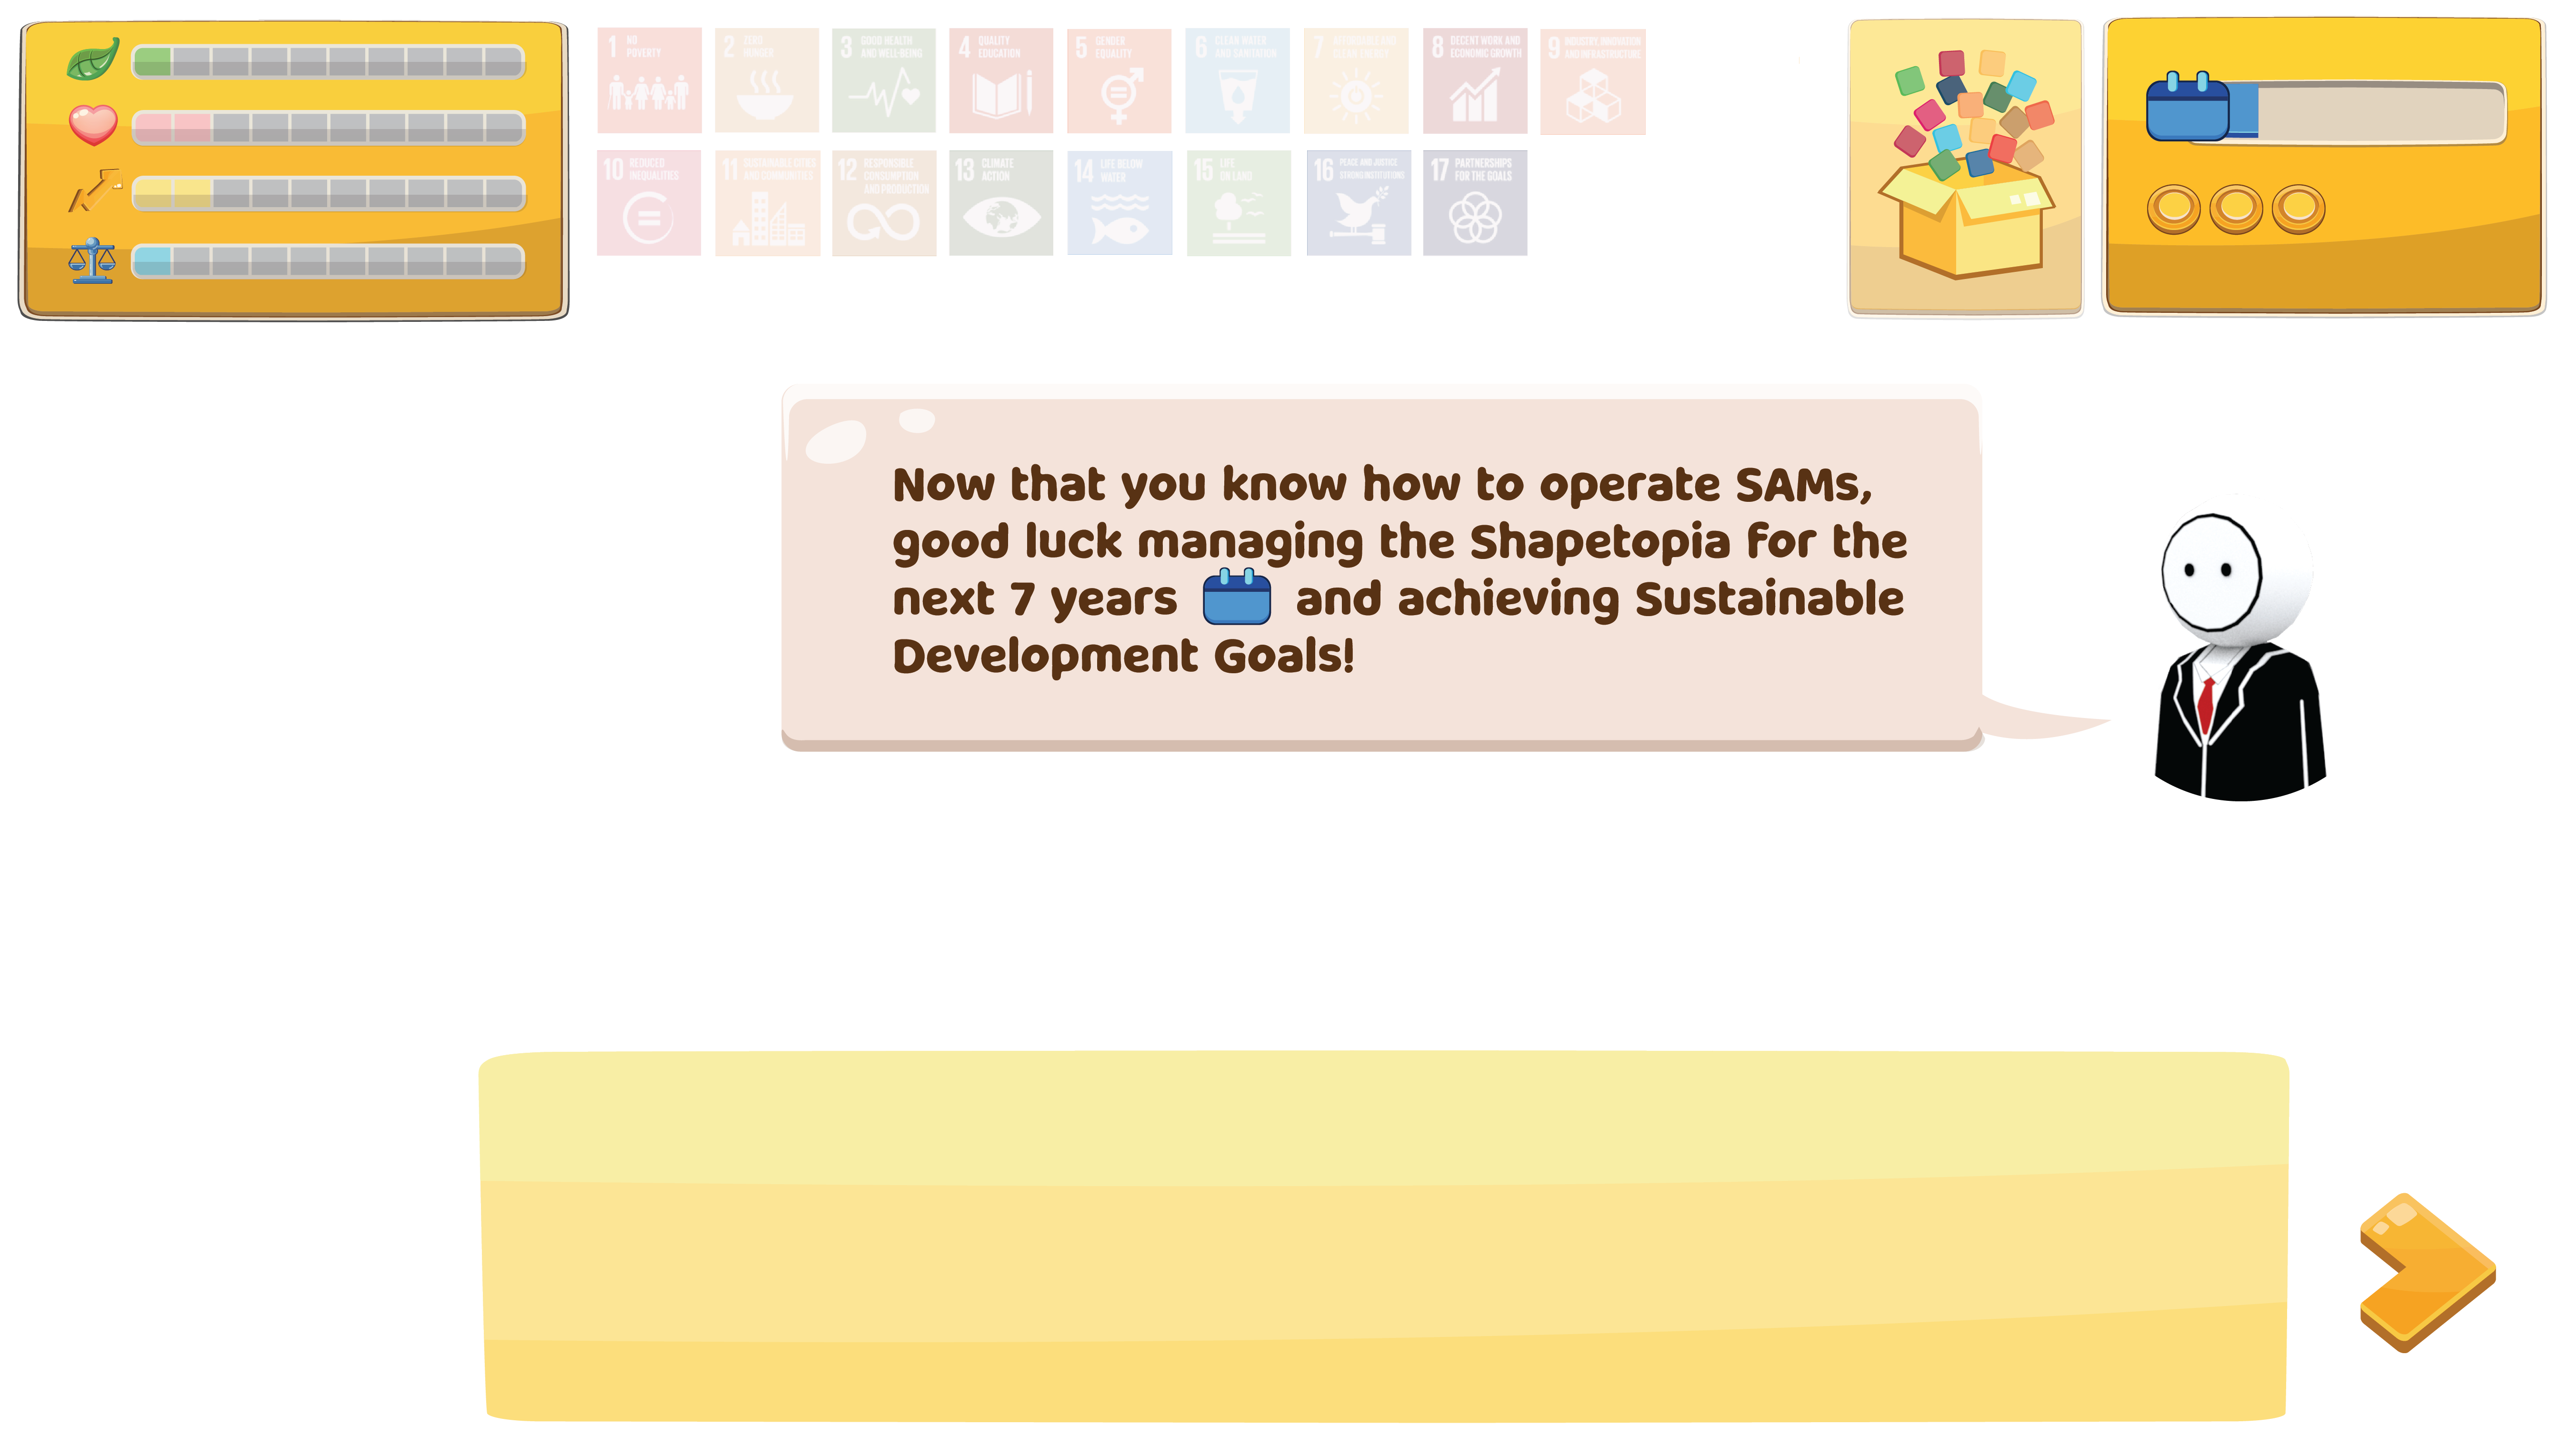 1 NO
POVERTY
2 ZERO
HUNGER
3 GOOD HEALTH
AND WELL-BEING
4 QUALITY
EDUCATION
5 GENDER
EQUALITY
6 CLEAN WATER
AND SANITATION
7 AFFORDABLE AND
CLEAN ENERGY
8 DECENT WORK AND
ECONOMIC GROWTH
9 INDUSTRY, INNOVATION
AND INFRASTRUCTURE
10 REDUCED
INEQUALITIES
11 SUSTAINABLE CITIES
AND COMMUNITIES
12 RESPONSIBLE
CONSUMPTION
AND PRODUCTION
13 CLIMATE
ACTION
14 LIFE BELOW
WATER
15 LIFE
ON LAND
16 PEACE AND JUSTICE
STRONG INSTITUTIONS
17 PARTNERSHIPS
FOR THE GOALS
Now that you know how to operate SAMs,
good luck managing the Shapetopia for the
next 7 years and achieving Sustainable
Development Goals!